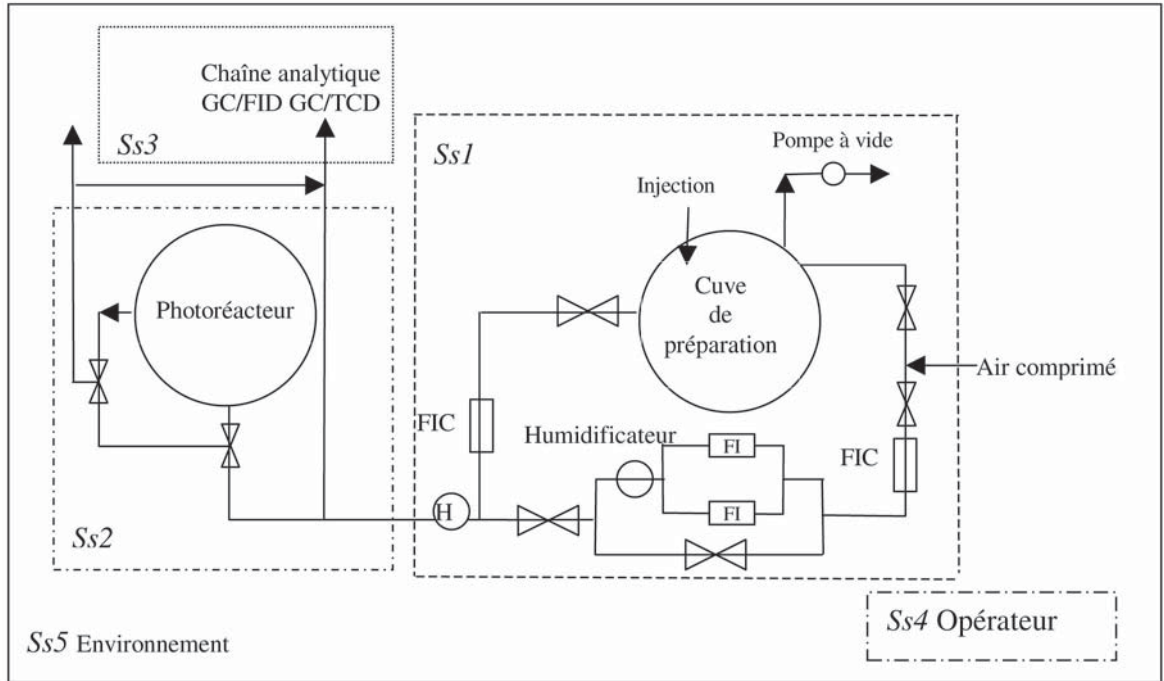 Chaîne analytique
GC/FID GC/TCD
Ss3
Ss1
Pompe à vide
Injection
Photoréacteur
Cuve
de
préparation
Air comprimé
FIC
Humidificateur
FI
FIC
H
FI
Ss2
Ss4 Opérateur
Ss5 Environnement